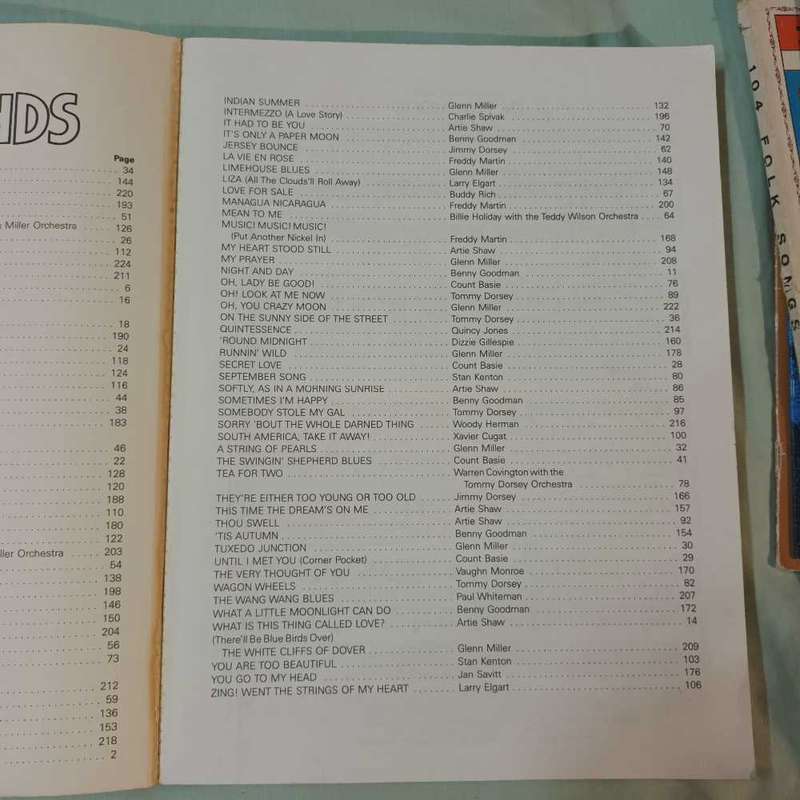 NDS
Page
34
144
220
193
51
Miller Orchestra 126
26
112
224
211
6
16
18
190
24
118
124
116
44
38
183
46
22
128
120
188
110
180
122
ller Orchestra 203
54
138
198
146
150
204
56
73
212
59
136
153
218
2
INDIAN SUMMER Glenn Miller 132
INTERMEZZO (A Love Story) Charlie Spivak 196
IT HAD TO BE YOU Artie Shaw 70
IT'S ONLY A PAPER MOON Benny Goodman 142
JERSEY BOUNCE Jimmy Dorsey 62
LA VIE EN ROSE Freddy Martin 140
LIMEHOUSE BLUES Glenn Miller 148
LIZA (All The Clouds'll Roll Away) Larry Elgart 134
LOVE FOR SALE Buddy Rich 67
MANAGUA NICARAGUA Freddy Martin 200
MEAN TO ME Billie Holiday with the Teddy Wilson Orchestra 64
MUSIC! MUSIC! MUSIC!
(Put Another Nickel In) Freddy Martin 168
MY HEART STOOD STILL Artie Shaw 94
MY PRAYER Glenn Miller 208
NIGHT AND DAY Benny Goodman 11
OH, LADY BE GOOD! Count Basie 76
OH! LOOK AT ME NOW Tommy Dorsey 89
OH, YOU CRAZY MOON Glenn Miller 222
ON THE SUNNY SIDE OF THE STREET Tommy Dorsey 36
QUINTESSENCE Quincy Jones 214
'ROUND MIDNIGHT Dizzie Gillespie 160
RUNNIN' WILD Glenn Miller 178
SECRET LOVE Count Basie 28
SEPTEMBER SONG Stan Kenton 80
SOFTLY, AS IN A MORNING SUNRISE Artie Shaw 86
SOMETIMES I'M HAPPY Benny Goodman 85
SOMEBODY STOLE MY GAL Tommy Dorsey 97
SORRY 'BOUT THE WHOLE DARNED THING Woody Herman 216
SOUTH AMERICA, TAKE IT AWAY! Xavier Cugat 100
A STRING OF PEARLS Glenn Miller 32
THE SWINGIN' SHEPHERD BLUES Count Basie 41
TEA FOR TWO Warren Covington with the
Tommy Dorsey Orchestra 78
THEY'RE EITHER TOO YOUNG OR TOO OLD Jimmy Dorsey 166
THIS TIME THE DREAM'S ON ME Artie Shaw 157
THOU SWELL Artie Shaw 92
'TIS AUTUMN Benny Goodman 154
TUXEDO JUNCTION Glenn Miller 30
UNTIL I MET YOU (Corner Pocket) Count Basie 29
THE VERY THOUGHT OF YOU Vaughn Monroe 170
WAGON WHEELS Tommy Dorsey 82
THE WANG WANG BLUES Paul Whiteman 207
WHAT A LITTLE MOONLIGHT CAN DO Benny Goodman 172
WHAT IS THIS THING CALLED LOVE? Artie Shaw 14
(There'll Be Blue Birds Over)
THE WHITE CLIFFS OF DOVER Glenn Miller 209
YOU ARE TOO BEAUTIFUL Stan Kenton 103
YOU GO TO MY HEAD Jan Savitt 176
ZING! WENT THE STRINGS OF MY HEART Larry Elgart 106
104 FOLK SONGS